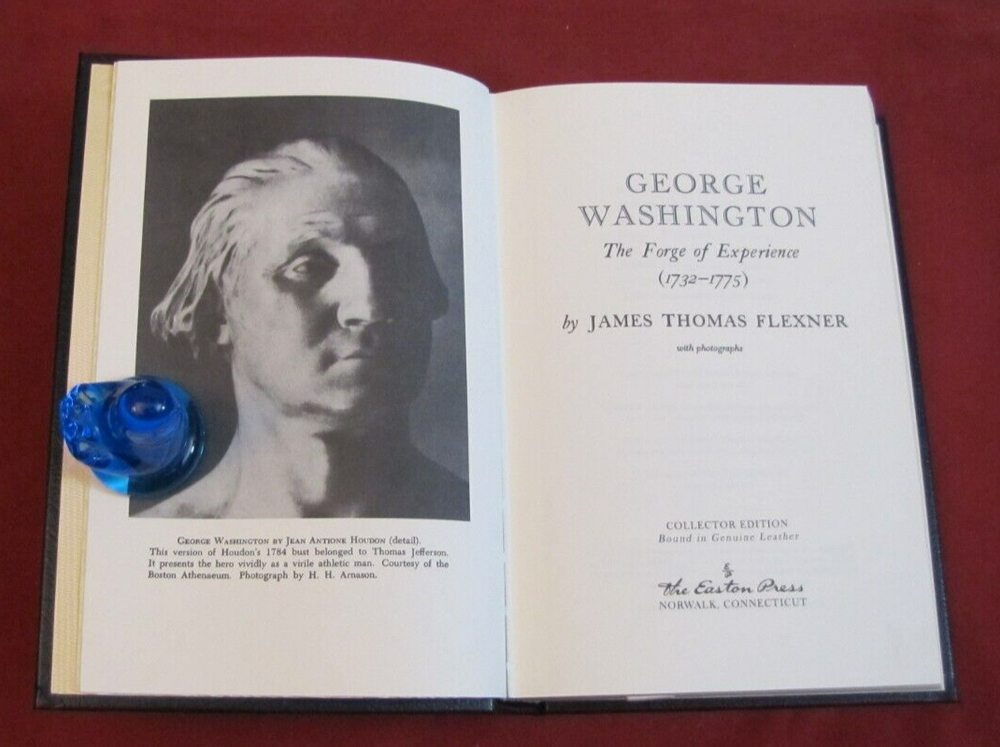 GEORGE WASHINGTON BY JEAN ANTIONE HOUDON (detail).
This version of Houdon's 1784 bust belonged to Thomas Jefferson.
It presents the hero vividly as a virile athletic man. Courtesy of the
Boston Athenaeum. Photograph by H. H. Arnason.
GEORGE
WASHINGTON
The Forge of Experience
(1732–1775)
by JAMES THOMAS FLEXNER
with photographs
COLLECTOR EDITION
Bound in Genuine Leather
The Easton Press
NORWALK, CONNECTICUT